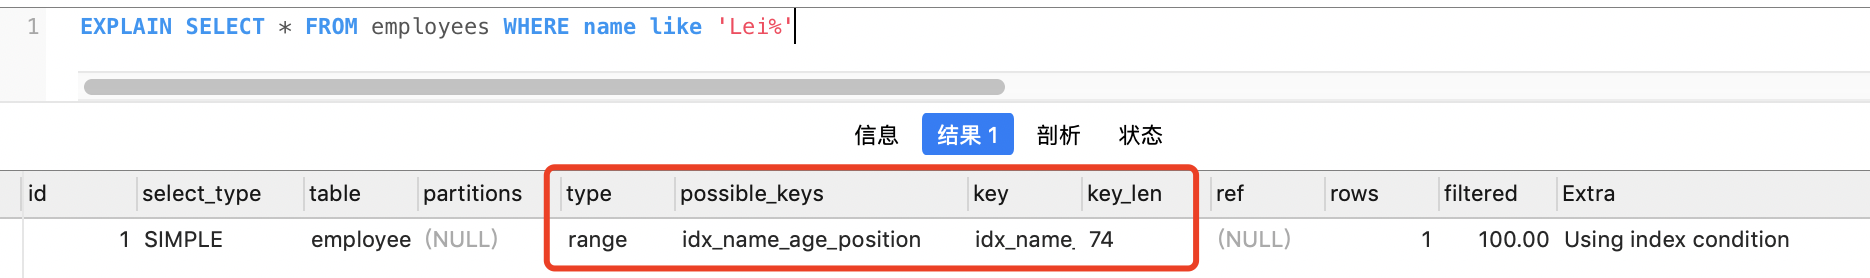 1 EXPLAIN SELECT * FROM employees WHERE name like 'Lei%'
信息 结果 1 剖析 状态
id select_type table partitions type possible_keys key key_len ref rows filtered Extra
1 SIMPLE employee (NULL) range idx_name_age_position idx_name_ 74 (NULL) 1 100.00 Using index condition